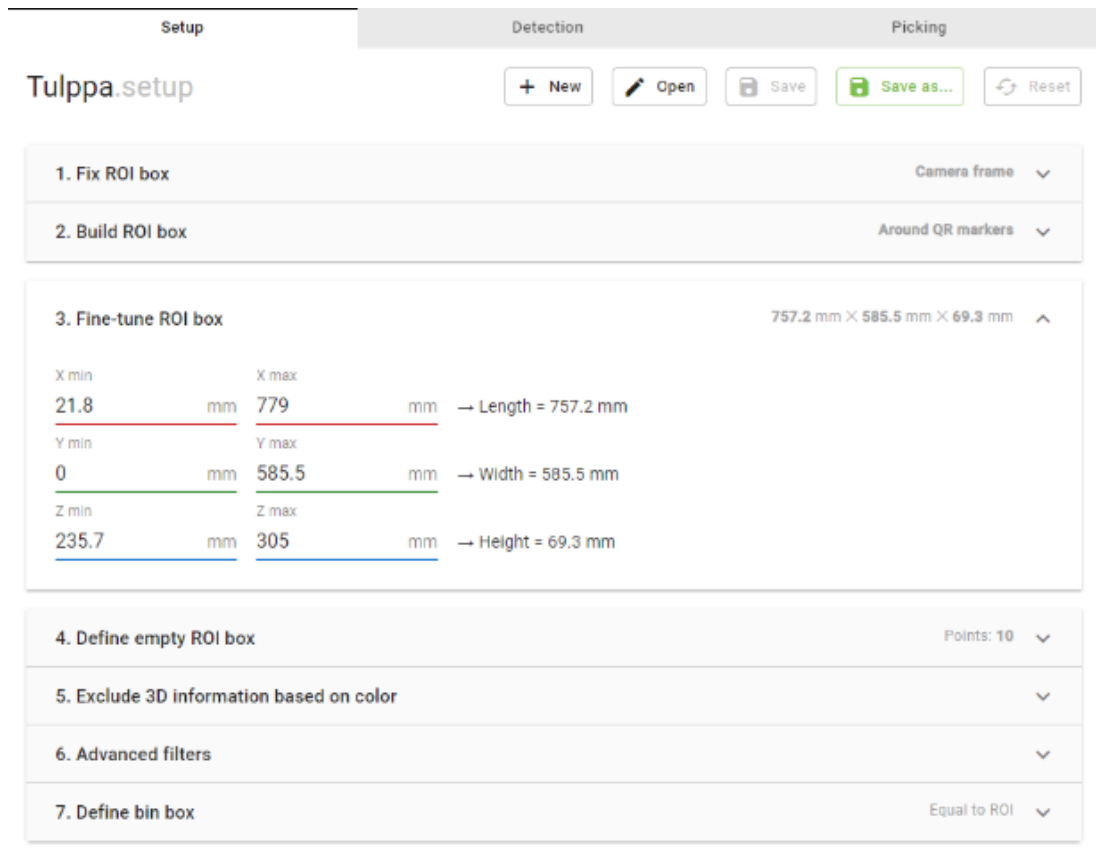 Setup Detection Picking
Tulppa.setup + New Open Save Save as... Reset
1. Fix ROI box Camera frame
2. Build ROI box Around QR markers
3. Fine-tune ROI box 757.2 mm × 585.5 mm × 69.3 mm
X min X max
21.8 mm 779 mm → Length = 757.2 mm
Y min Y max
0 mm 585.5 mm → Width = 585.5 mm
Z min Z max
235.7 mm 305 mm → Height = 69.3 mm
4. Define empty ROI box Points: 10
5. Exclude 3D information based on color
6. Advanced filters
7. Define bin box Equal to ROI